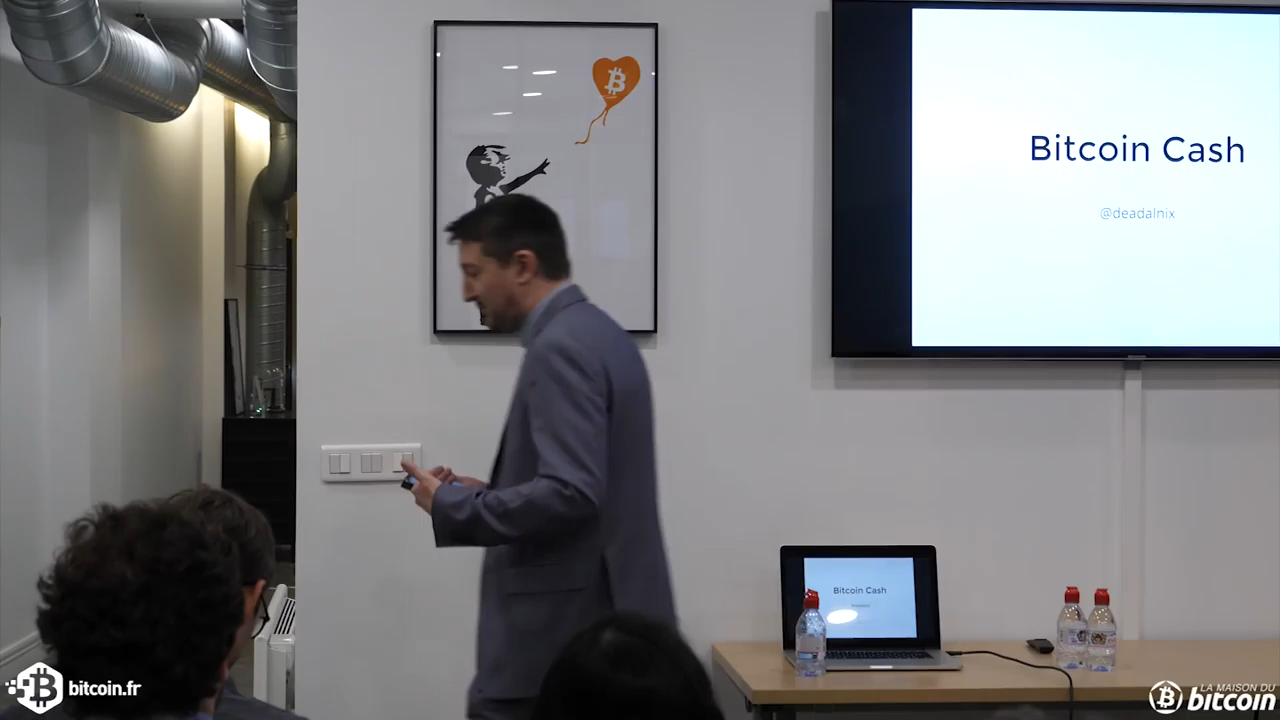 Bitcoin Cash
@deadalnix
Bitcoin Cash
bitcoin.fr
LA MAISON DU
bitcoin